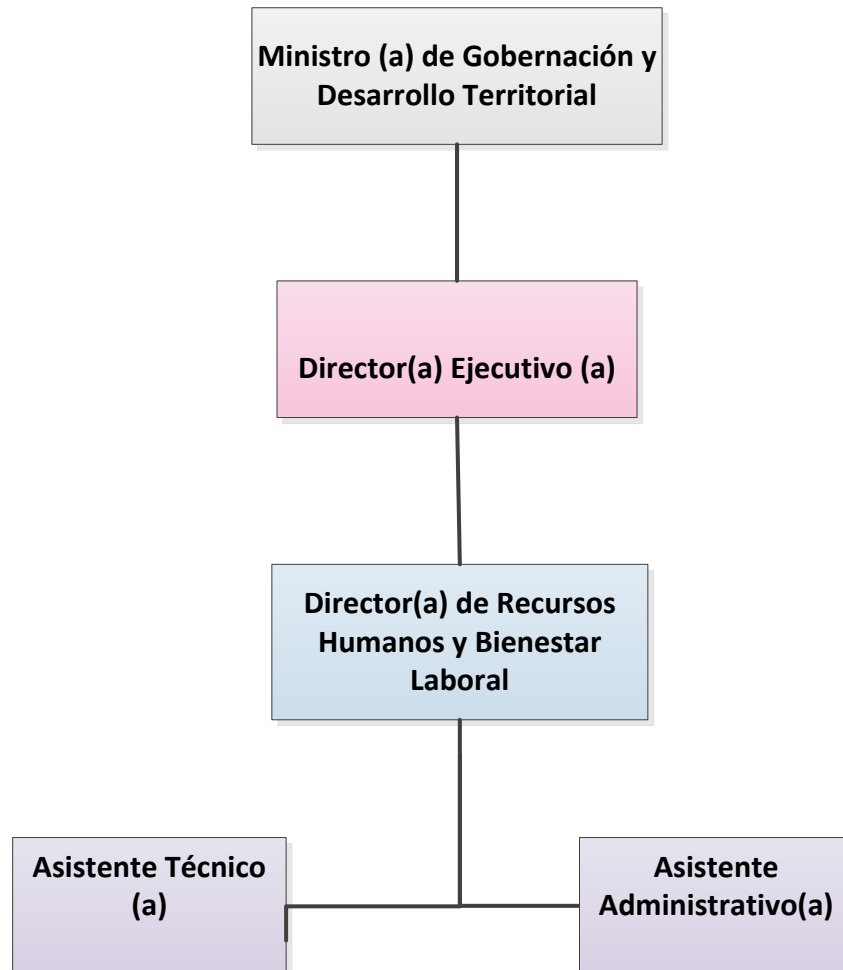 Ministro (a) de Gobernación y
Desarrollo Territorial
Director(a) Ejecutivo (a)
Director(a) de Recursos
Humanos y Bienestar
Laboral
Asistente Técnico
(a)
Asistente
Administrativo(a)